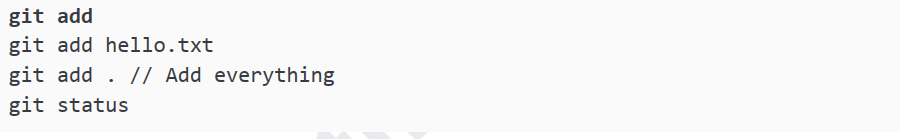 git add
git add hello.txt
git add . // Add everything
git status